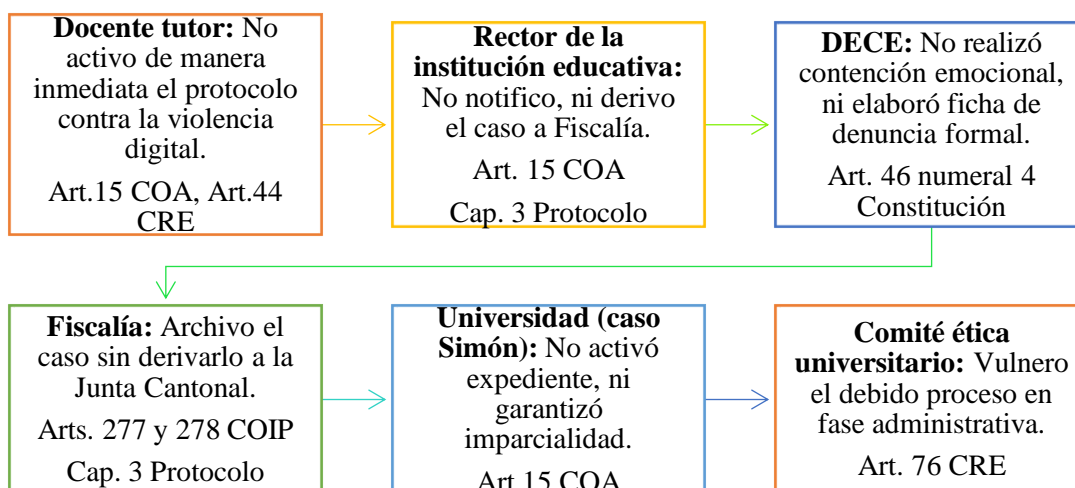 Docente tutor: No
activo de manera
inmediata el protocolo
contra la violencia
digital.
Art.15 COA, Art.44
CRE
Rector de la
institución educativa:
No notifico, ni derivo
el caso a Fiscalía.
Art. 15 COA
Cap. 3 Protocolo
DECE: No realizó
contención emocional,
ni elaboró ficha de
denuncia formal.
Art. 46 numeral 4
Constitución
Fiscalía: Archivo el
caso sin derivarlo a la
Junta Cantonal.
Arts. 277 y 278 COIP
Cap. 3 Protocolo
Universidad (caso
Simón): No activó
expediente, ni
garantizó
imparcialidad.
Art 15 COA
Comité ética
universitario: Vulnero
el debido proceso en
fase administrativa.
Art. 76 CRE